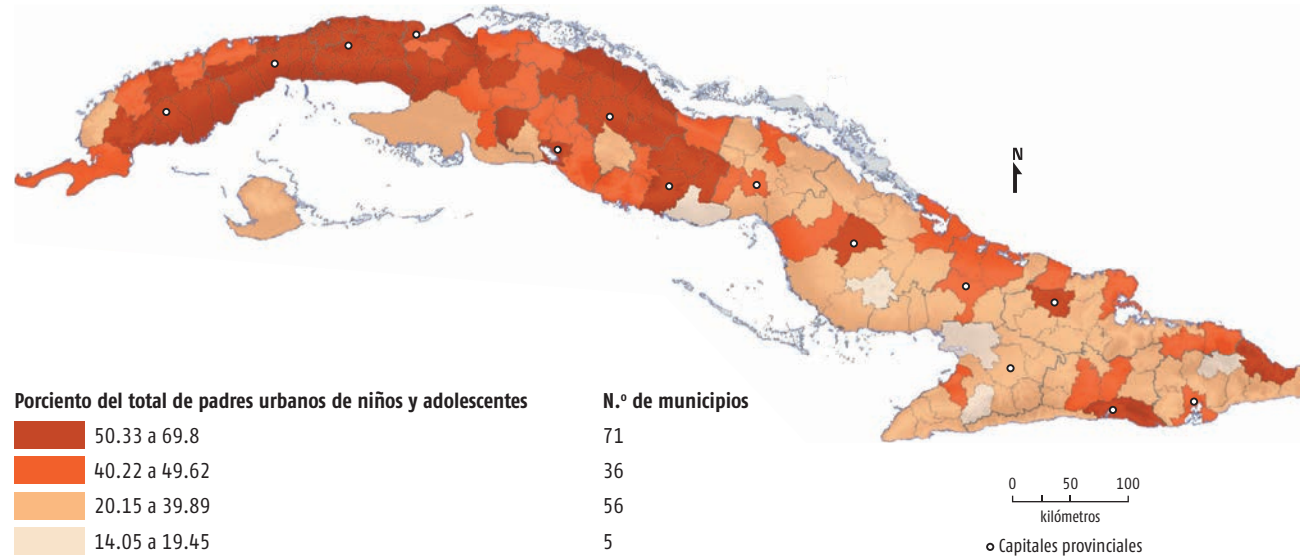 N
Porciento del total de padres urbanos de niños y adolescentes N.º de municipios
50.33 a 69.8 71
40.22 a 49.62 36
20.15 a 39.89 56
14.05 a 19.45 5
0 50 100
kilómetros
Capitales provinciales